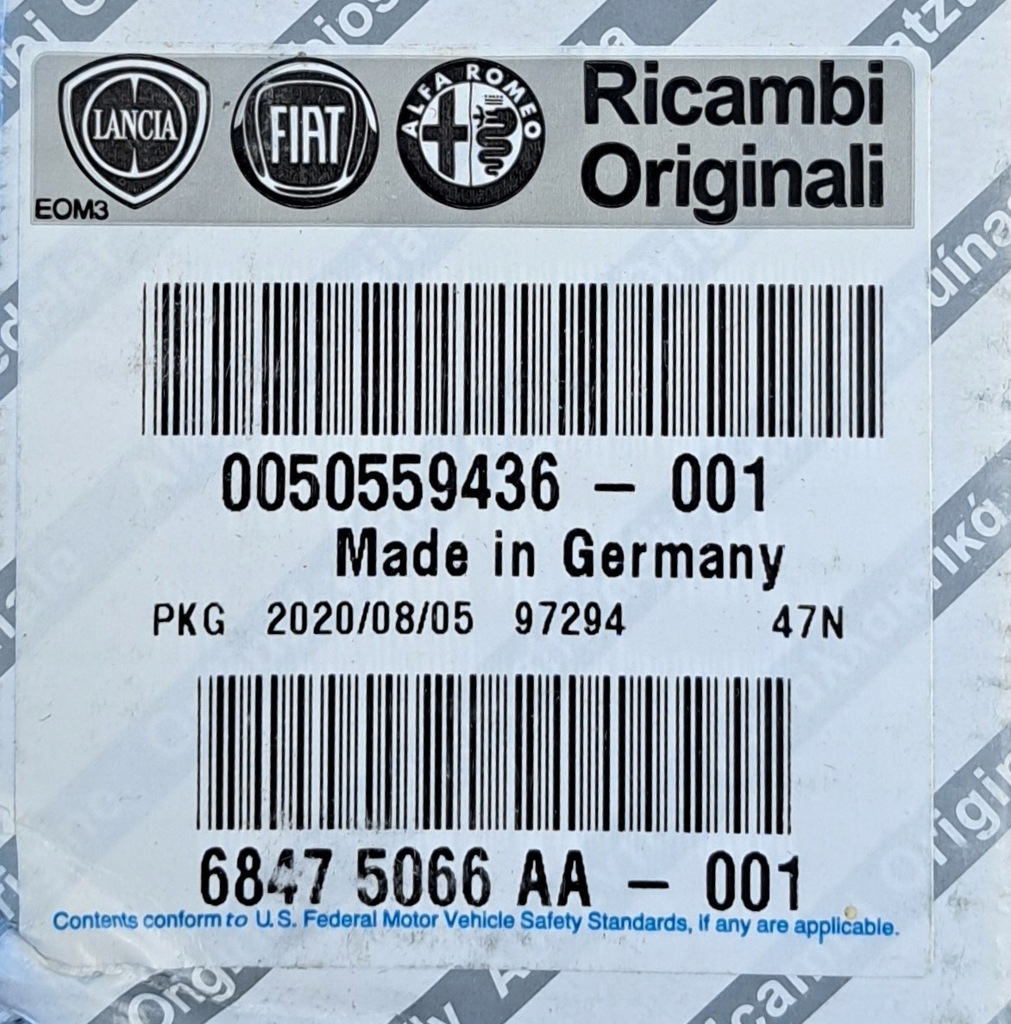 LANCIA
FIAT
ALFA ROMEO
Ricambi
Originali
EOM3
0050559436 – 001
Made in Germany
PKG 2020/08/05 97294 47N
6847 5066 AA – 001
Contents conform to U.S. Federal Motor Vehicle Safety Standards, if any are applicable.